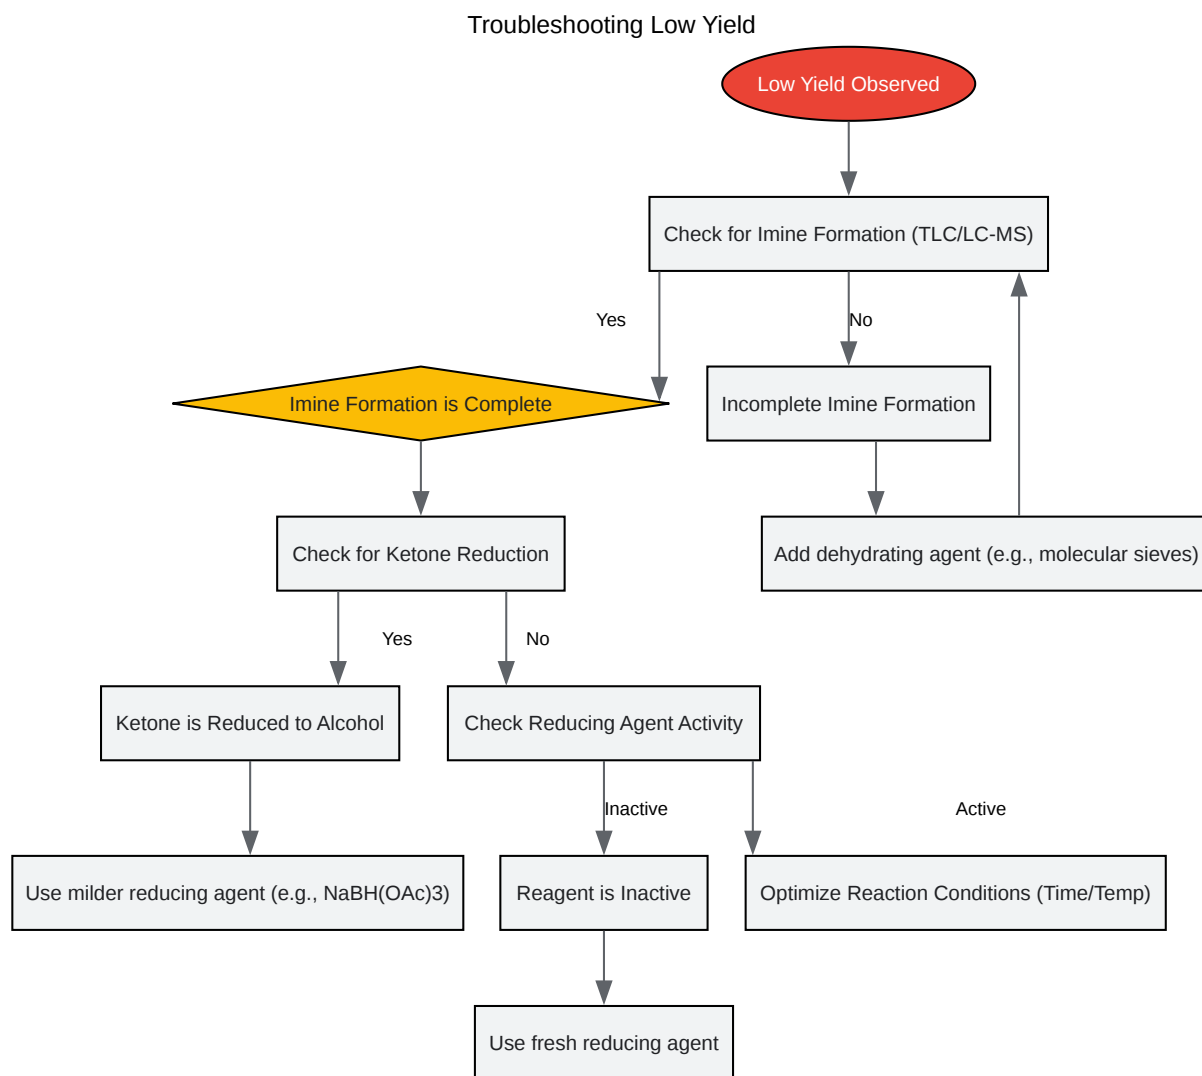 Troubleshooting Low Yield
Low Yield Observed
Check for Imine Formation (TLC/LC-MS)
Yes
No
Imine Formation is Complete
Incomplete Imine Formation
Check for Ketone Reduction
Add dehydrating agent (e.g., molecular sieves)
Yes
No
Ketone is Reduced to Alcohol
Check Reducing Agent Activity
Inactive
Active
Use milder reducing agent (e.g., NaBH(OAc)3)
Reagent is Inactive
Optimize Reaction Conditions (Time/Temp)
Use fresh reducing agent